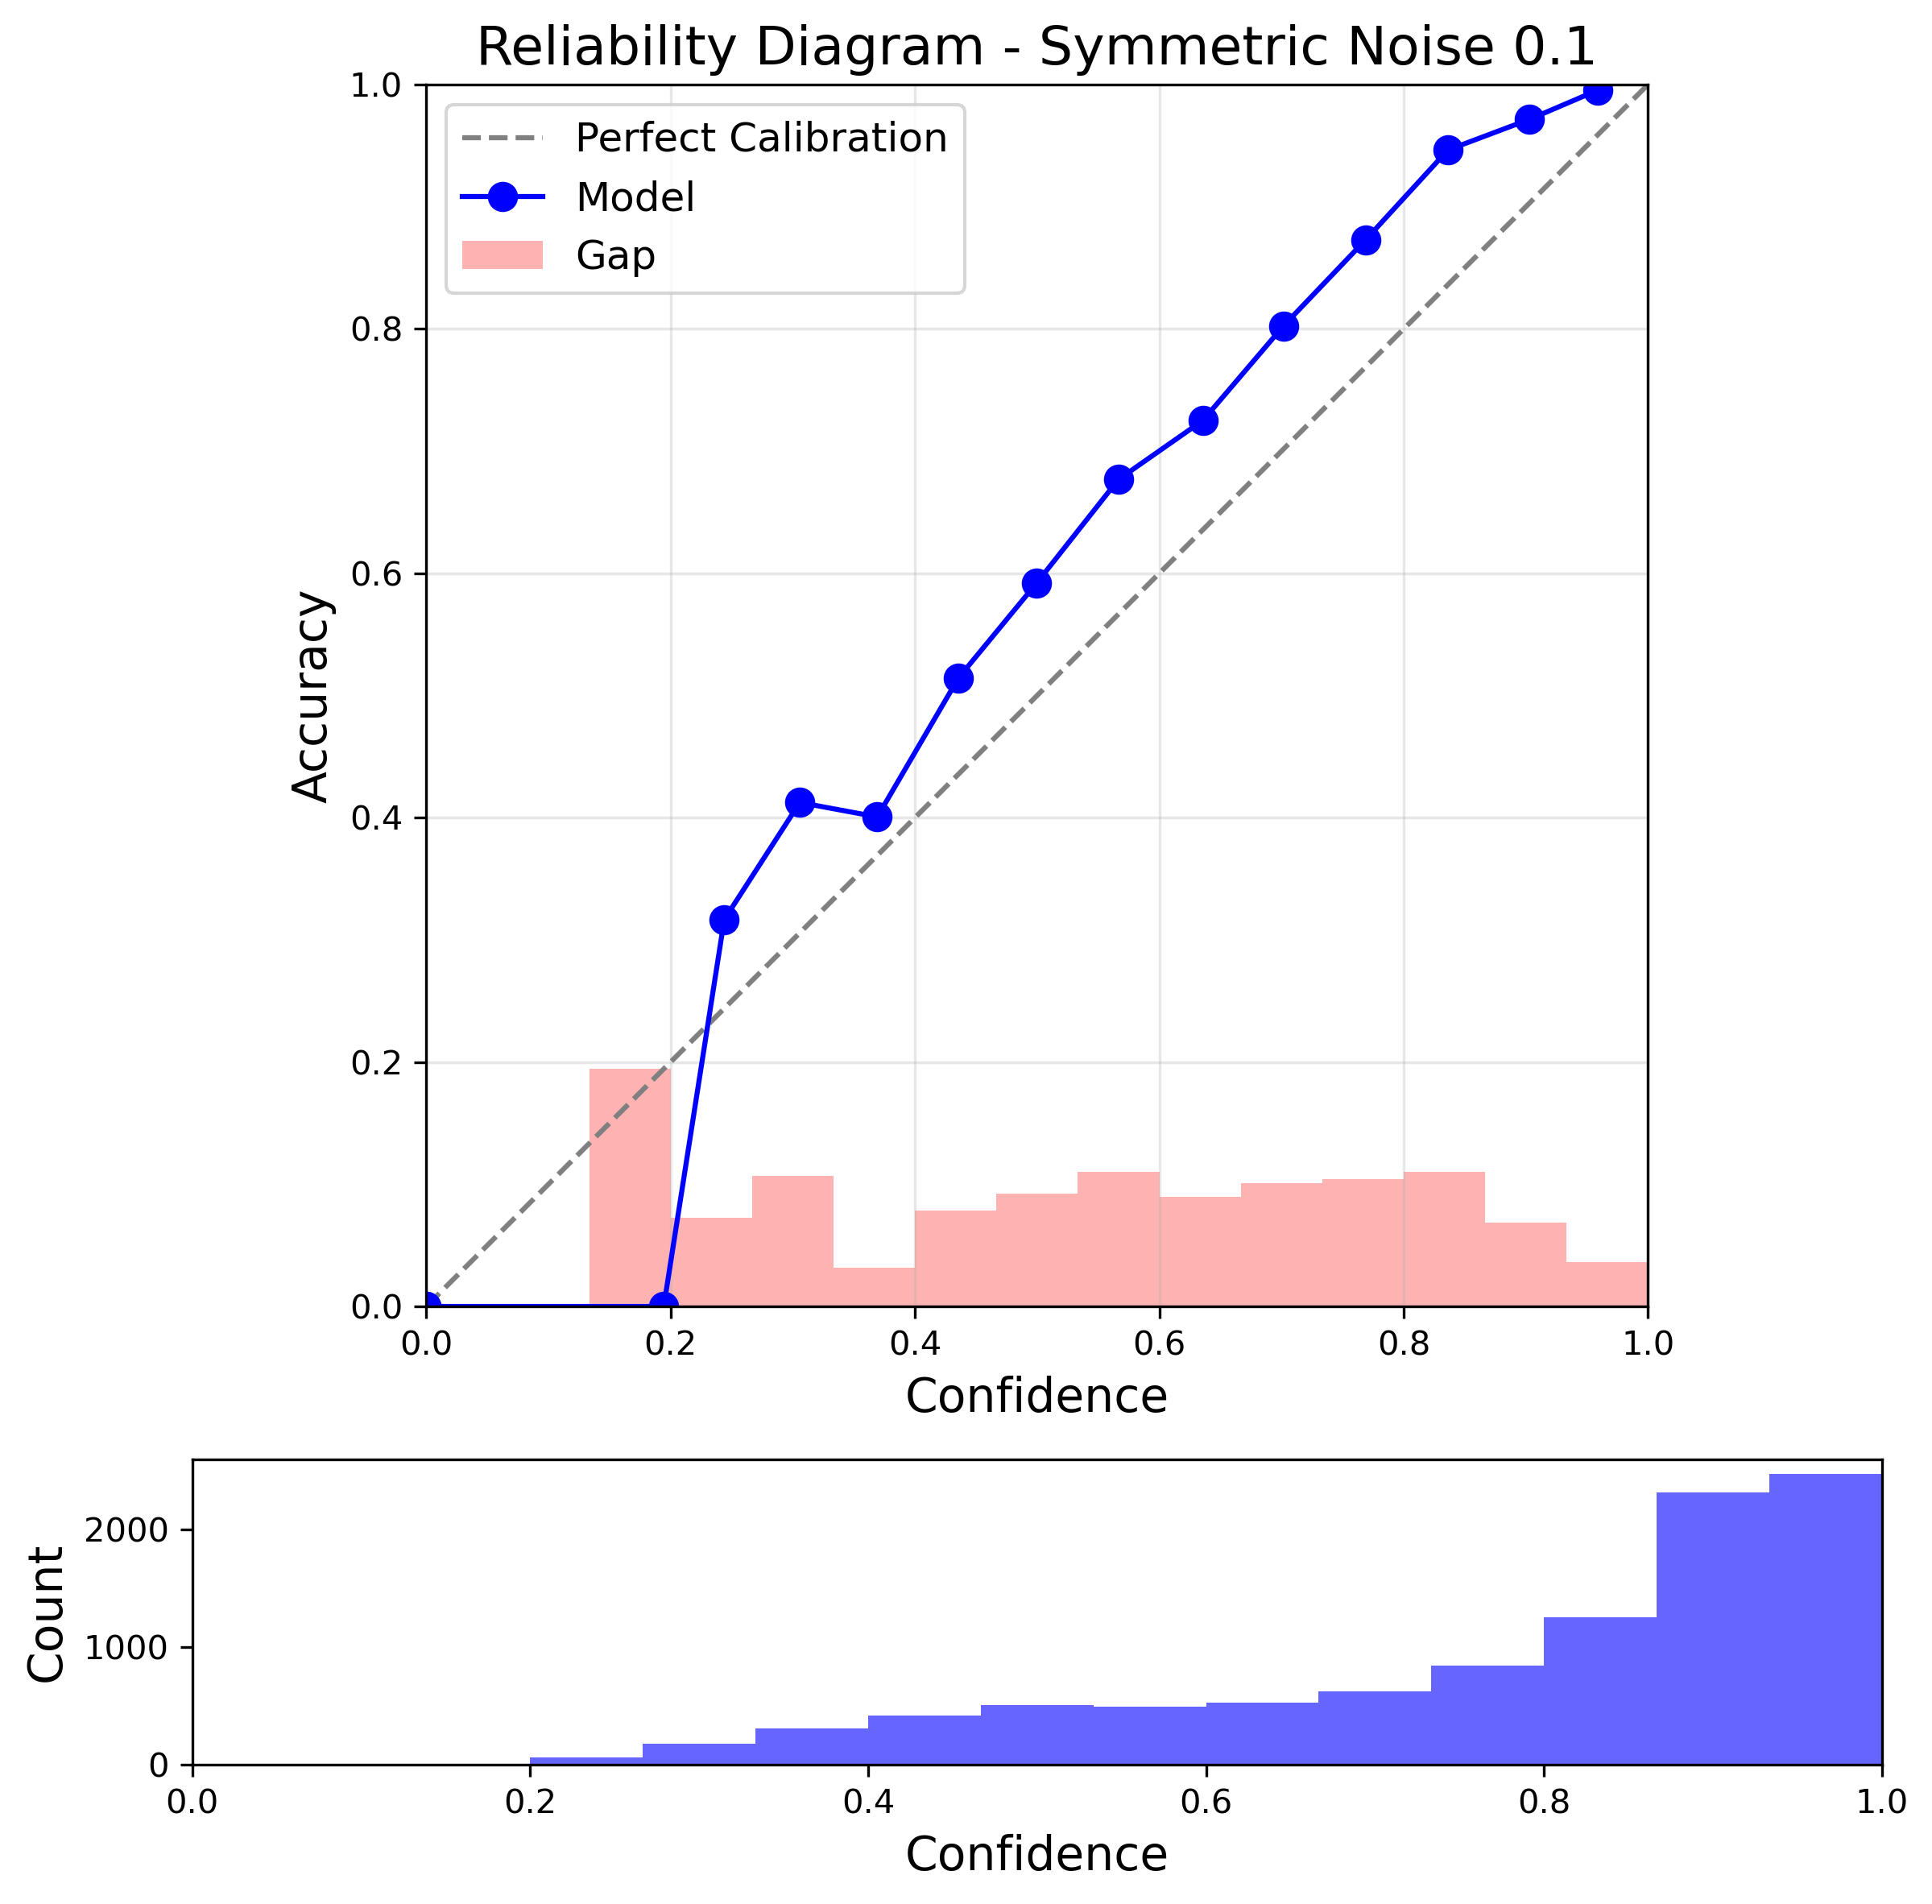 Reliability Diagram - Symmetric Noise 0.1
1.0
0.8
0.6
0.4
0.2
0.0
Accuracy
Perfect Calibration
Model
Gap
0.0 0.2 0.4 0.6 0.8 1.0
Confidence
2000
1000
0
Count
0.0 0.2 0.4 0.6 0.8 1.0
Confidence